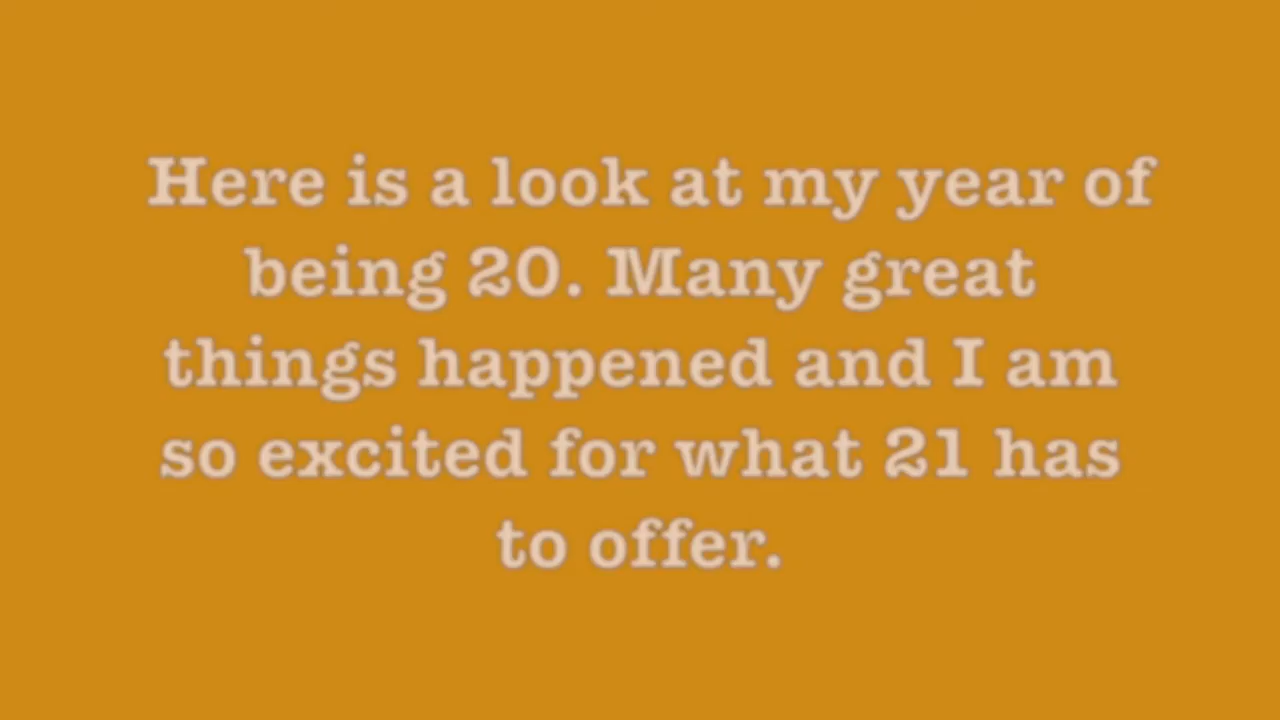 Here is a look at my year of
being 20. Many great
things happened and I am
so excited for what 21 has
to offer.